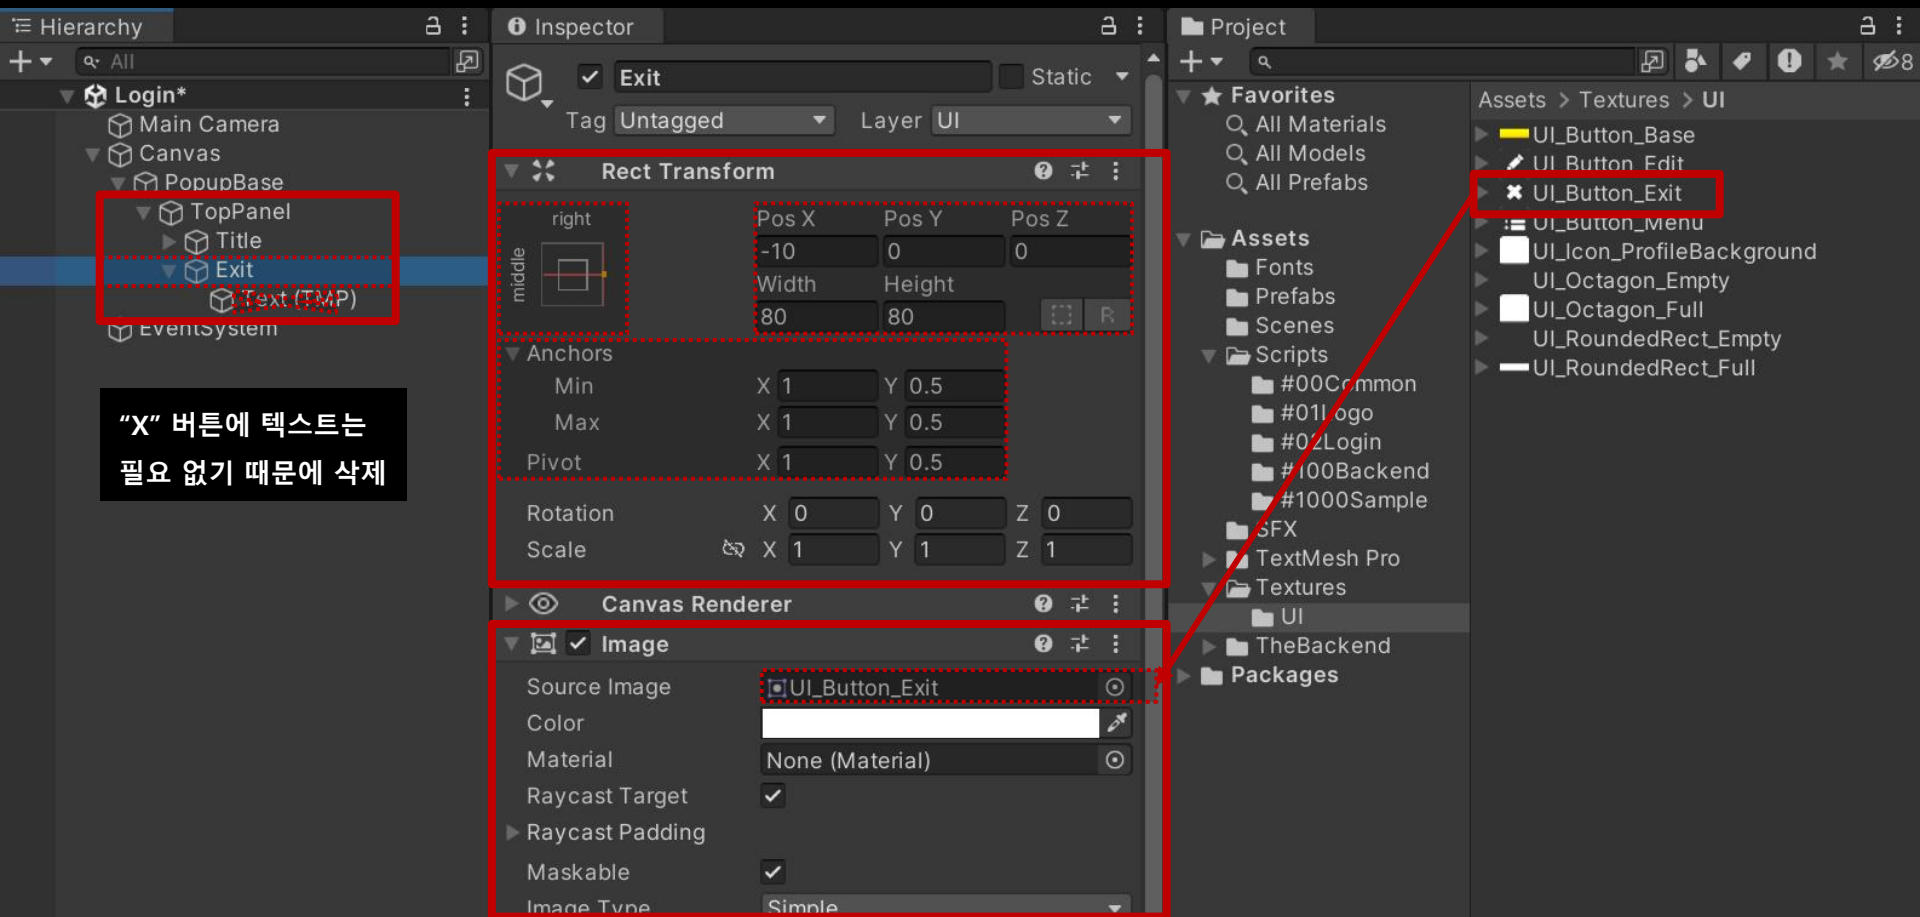 Hierarchy
All
Login*
Main Camera
Canvas
PopupBase
TopPanel
Title
Exit
Text (TMP)
EventSystem
“X” 버튼에 텍스트는
필요 없기 때문에 삭제
Inspector
Exit
Static
Tag Untagged Layer UI
Rect Transform
right
middle
Pos X Pos Y Pos Z
-10 0 0
Width Height
80 80 R
Anchors
Min X 1 Y 0.5
Max X 1 Y 0.5
Pivot X 1 Y 0.5
Rotation X 0 Y 0 Z 0
Scale X 1 Y 1 Z 1
Canvas Renderer
Image
Source Image UI_Button_Exit
Color
Material None (Material)
Raycast Target
Raycast Padding
Maskable
Image Type Simple
Project
8
Favorites
All Materials
All Models
All Prefabs
Assets
Fonts
Prefabs
Scenes
Scripts
#00Common
#01Logo
#02Login
#100Backend
#1000Sample
SFX
TextMesh Pro
Textures
UI
TheBackend
Packages
Assets > Textures > UI
UI_Button_Base
UI_Button_Edit
UI_Button_Exit
UI_Button_Menu
UI_Icon_ProfileBackground
UI_Octagon_Empty
UI_Octagon_Full
UI_RoundedRect_Empty
UI_RoundedRect_Full